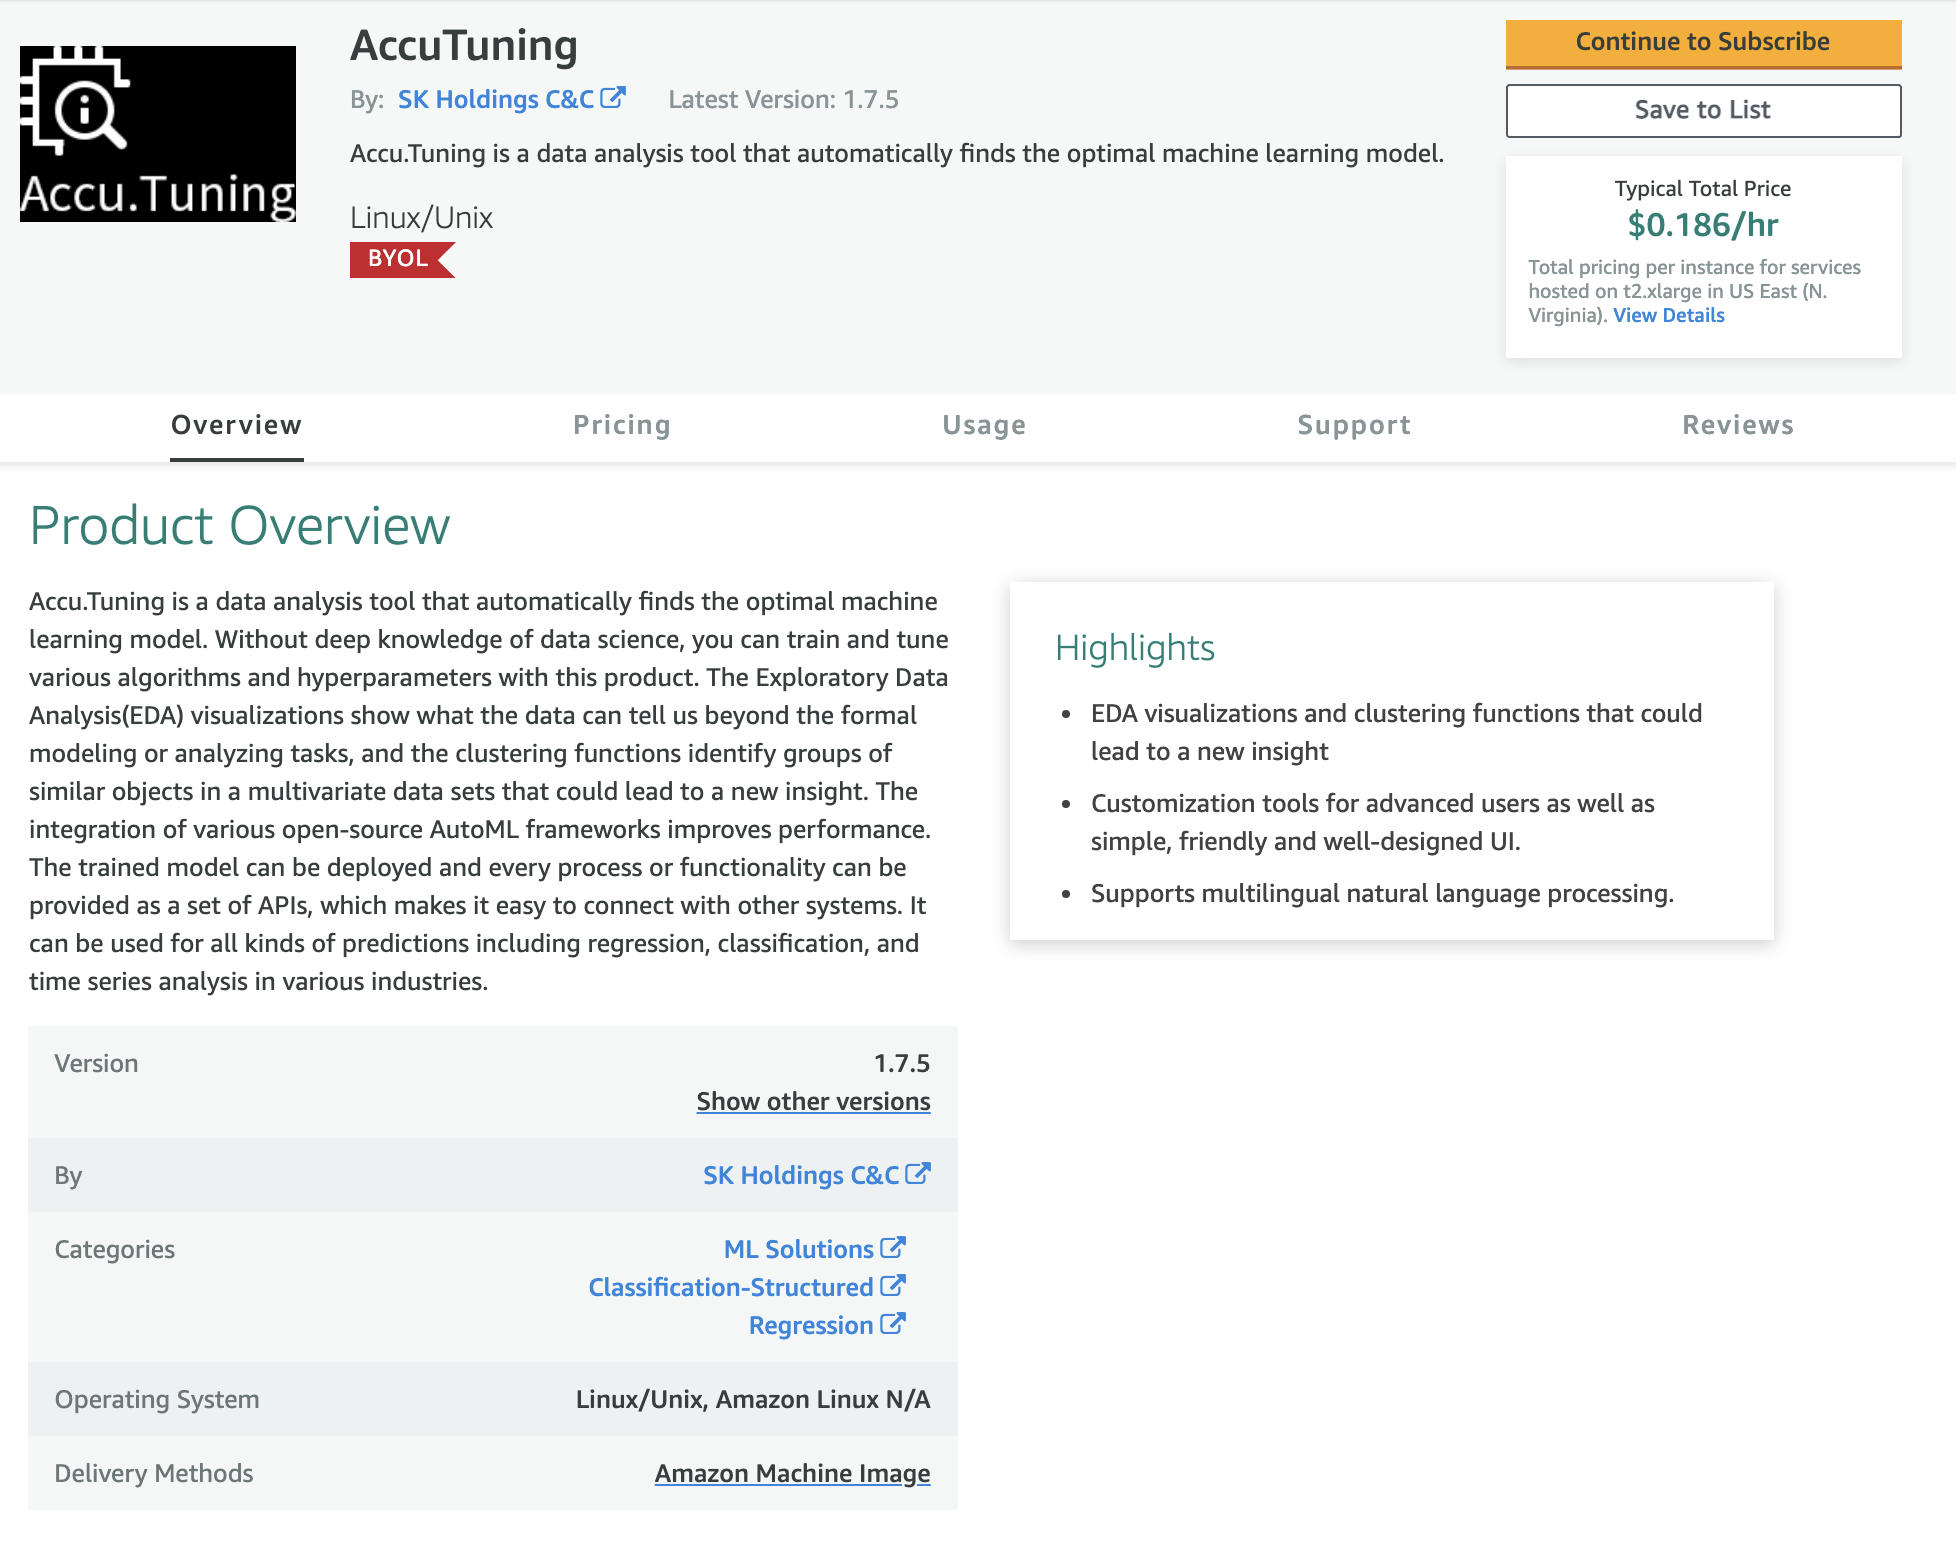 Accu.Tuning
AccuTuning
By: SK Holdings C&C Latest Version: 1.7.5
Accu.Tuning is a data analysis tool that automatically finds the optimal machine learning model.
Linux/Unix
BYOL
Continue to Subscribe
Save to List
Typical Total Price
$0.186/hr
Total pricing per instance for services
hosted on t2.xlarge in US East (N.
Virginia). View Details
Overview Pricing Usage Support Reviews
Product Overview
Accu.Tuning is a data analysis tool that automatically finds the optimal machine
learning model. Without deep knowledge of data science, you can train and tune
various algorithms and hyperparameters with this product. The Exploratory Data
Analysis(EDA) visualizations show what the data can tell us beyond the formal
modeling or analyzing tasks, and the clustering functions identify groups of
similar objects in a multivariate data sets that could lead to a new insight. The
integration of various open-source AutoML frameworks improves performance.
The trained model can be deployed and every process or functionality can be
provided as a set of APIs, which makes it easy to connect with other systems. It
can be used for all kinds of predictions including regression, classification, and
time series analysis in various industries.
Highlights
• EDA visualizations and clustering functions that could
lead to a new insight
• Customization tools for advanced users as well as
simple, friendly and well-designed UI.
• Supports multilingual natural language processing.
Version 1.7.5
Show other versions
By SK Holdings C&C
Categories ML Solutions
Classification-Structured
Regression
Operating System Linux/Unix, Amazon Linux N/A
Delivery Methods Amazon Machine Image